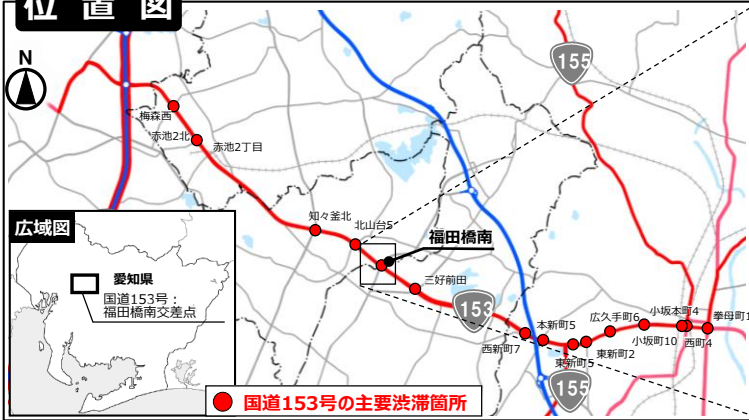 位置図
N
155
梅森西
赤池2北
赤池2丁目
知々釜北
北山台5
福田橋南
三好前田
153
西新町7
本新町5
東新町5
東新町2
広久手町6
小坂町10
小坂本町4
西町4
挙母町1
155
広域図
愛知県
国道153号:
福田橋南交差点
国道153号の主要渋滞箇所